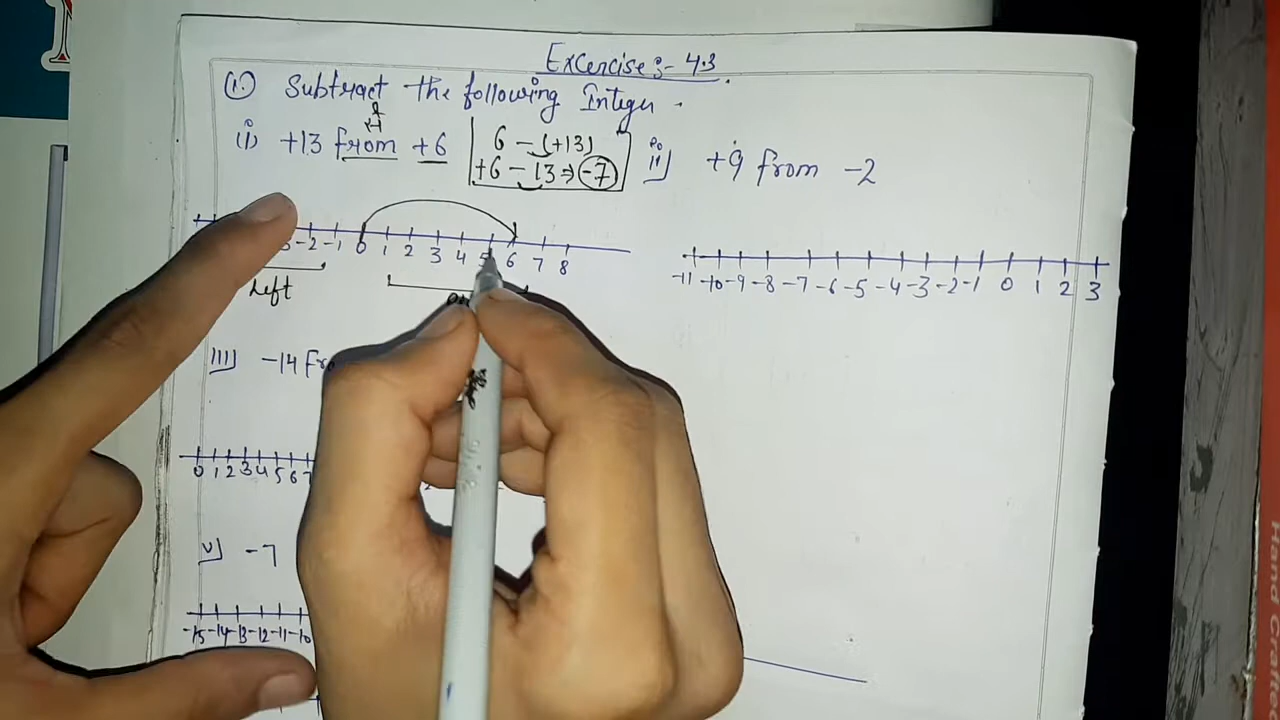 Excercise:- 4.3
(1.) Subtract the following Integer.
(i) +13 from +6
6 - (+13)
+6 - 13 ⇒ -7
ii) +9 from -2
-2 -1 0 1 2 3 4 5 6 7 8
Left
-11 -10 -9 -8 -7 -6 -5 -4 -3 -2 -1 0 1 2 3
III) -14
0 1 2 3 4 5 6 7
V) -7
-15 -14 -13 -12 -11 -10
Hand Crafted